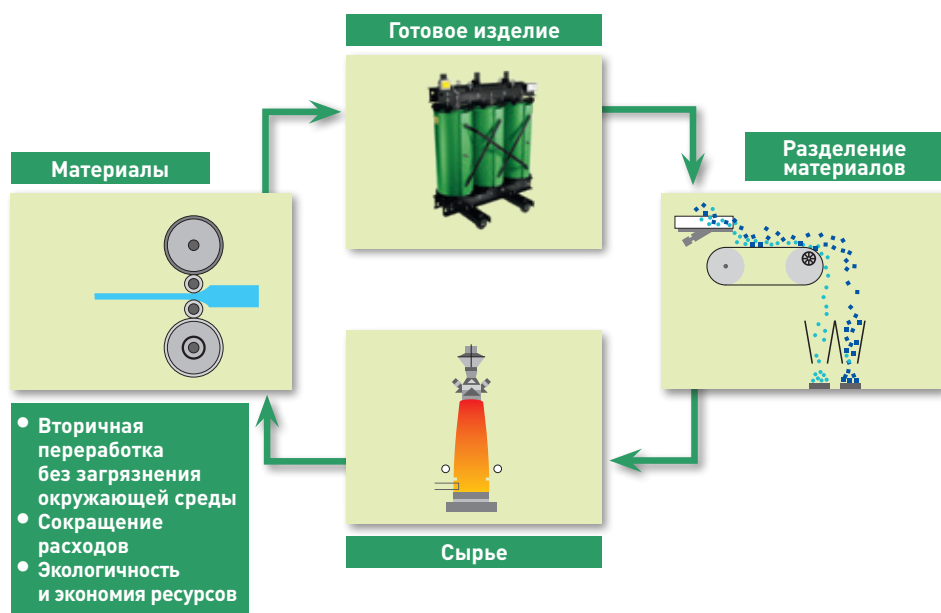 Готовое изделие
Материалы
Разделение
материалов
Сырье
• Вторичная
переработка
без загрязнения
окружающей среды
• Сокращение
расходов
• Экологичность
и экономия ресурсов